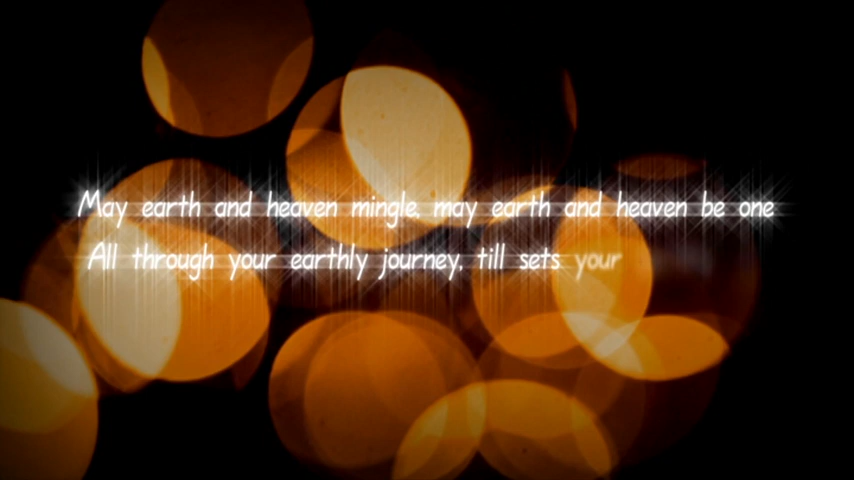 May earth and heaven mingle, may earth and heaven be one
All through your earthly journey, till sets your